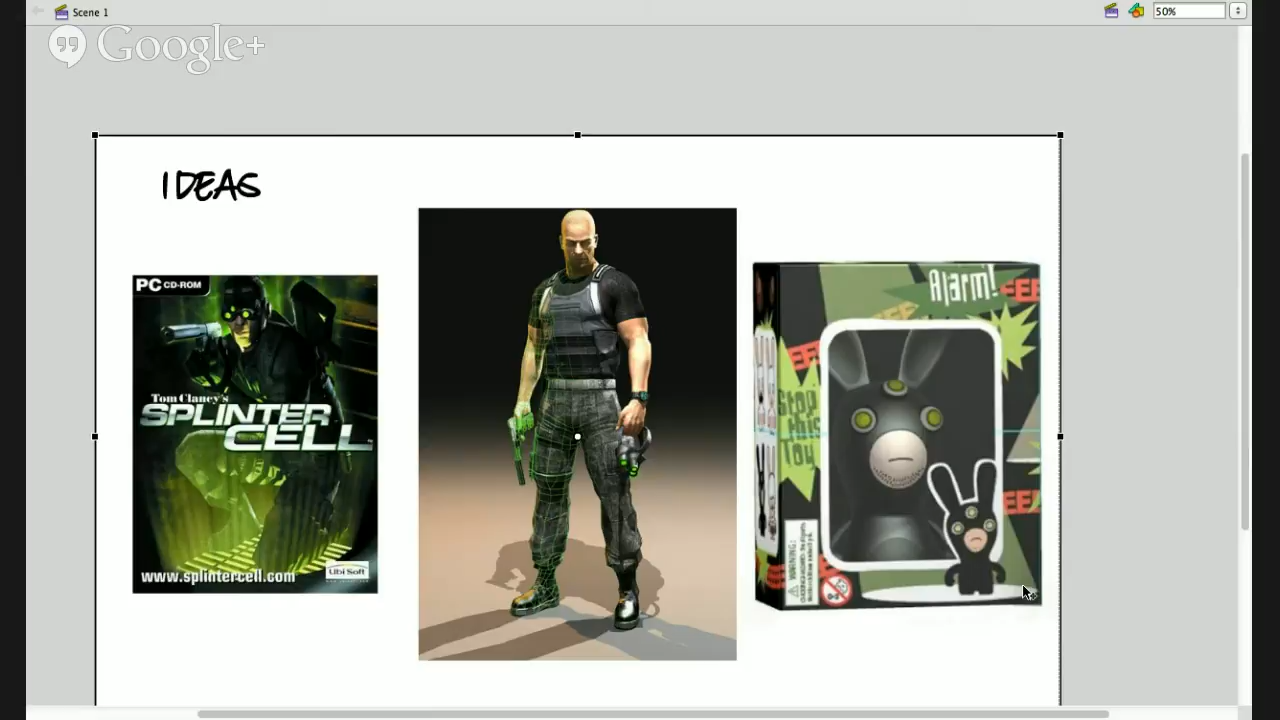 Scene 1
50%
Google+
IDEAS
PC CD-ROM
Tom Clancy's
SPLINTER
CELL
www.splintercell.com
Ubi Soft
Alarm!
Stop
this
Toy
WARNING: